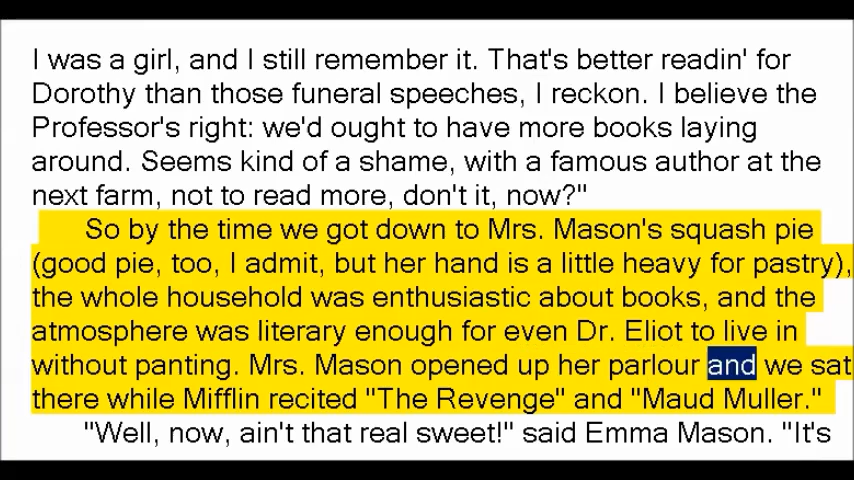 I was a girl, and I still remember it. That's better readin' for
Dorothy than those funeral speeches, I reckon. I believe the
Professor's right: we'd ought to have more books laying
around. Seems kind of a shame, with a famous author at the
next farm, not to read more, don't it, now?"
So by the time we got down to Mrs. Mason's squash pie
(good pie, too, I admit, but her hand is a little heavy for pastry),
the whole household was enthusiastic about books, and the
atmosphere was literary enough for even Dr. Eliot to live in
without panting. Mrs. Mason opened up her parlour and we sat
there while Mifflin recited "The Revenge" and "Maud Muller."
"Well, now, ain't that real sweet!" said Emma Mason. "It's